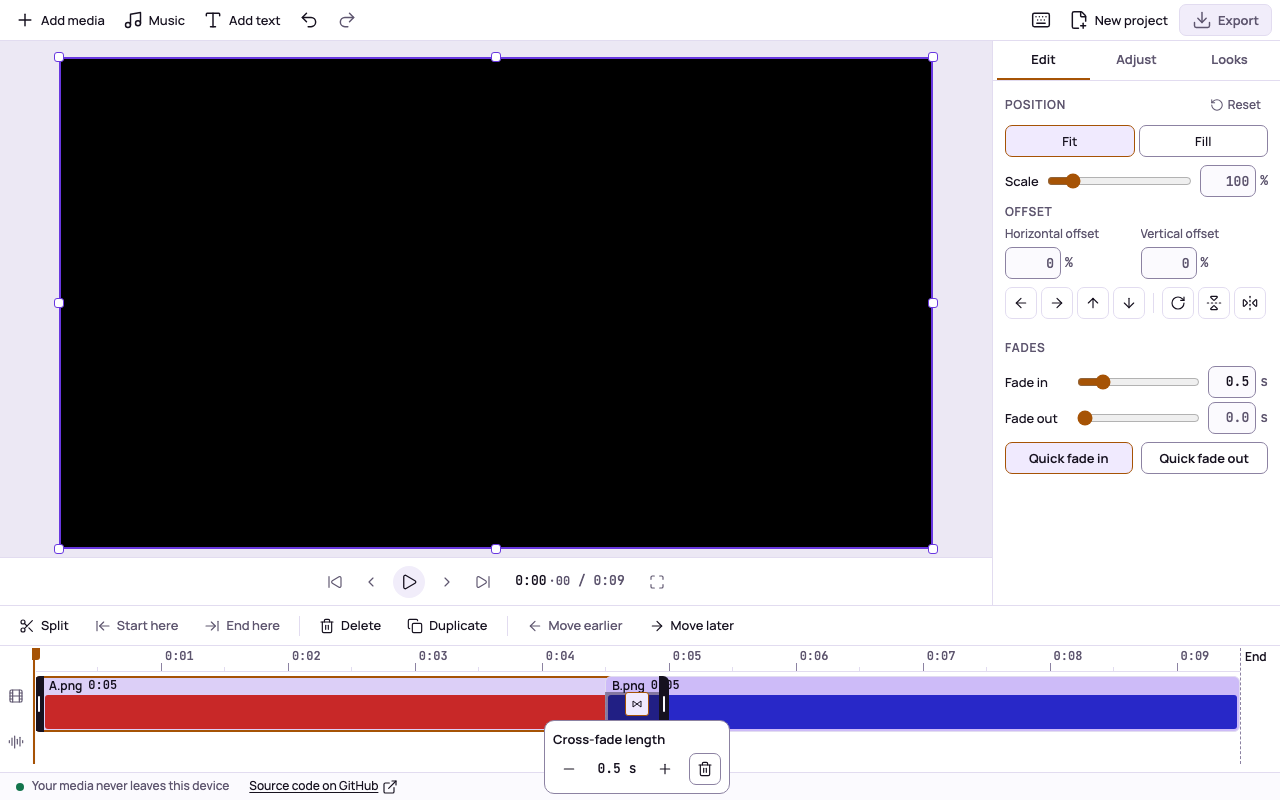 Add media Music Add text New project Export
Edit Adjust Looks
POSITION Reset
Fit Fill
Scale 100 %
OFFSET
Horizontal offset Vertical offset
0 % 0 %
FADES
Fade in 0.5 s
Fade out 0.0 s
Quick fade in Quick fade out
0:00·00 / 0:09
Split Start here End here Delete Duplicate Move earlier Move later
0:01 0:02 0:03 0:04 0:05 0:06 0:07 0:08 0:09 End
A.png 0:05 B.png
Cross-fade length
0.5 s
Your media never leaves this device Source code on GitHub